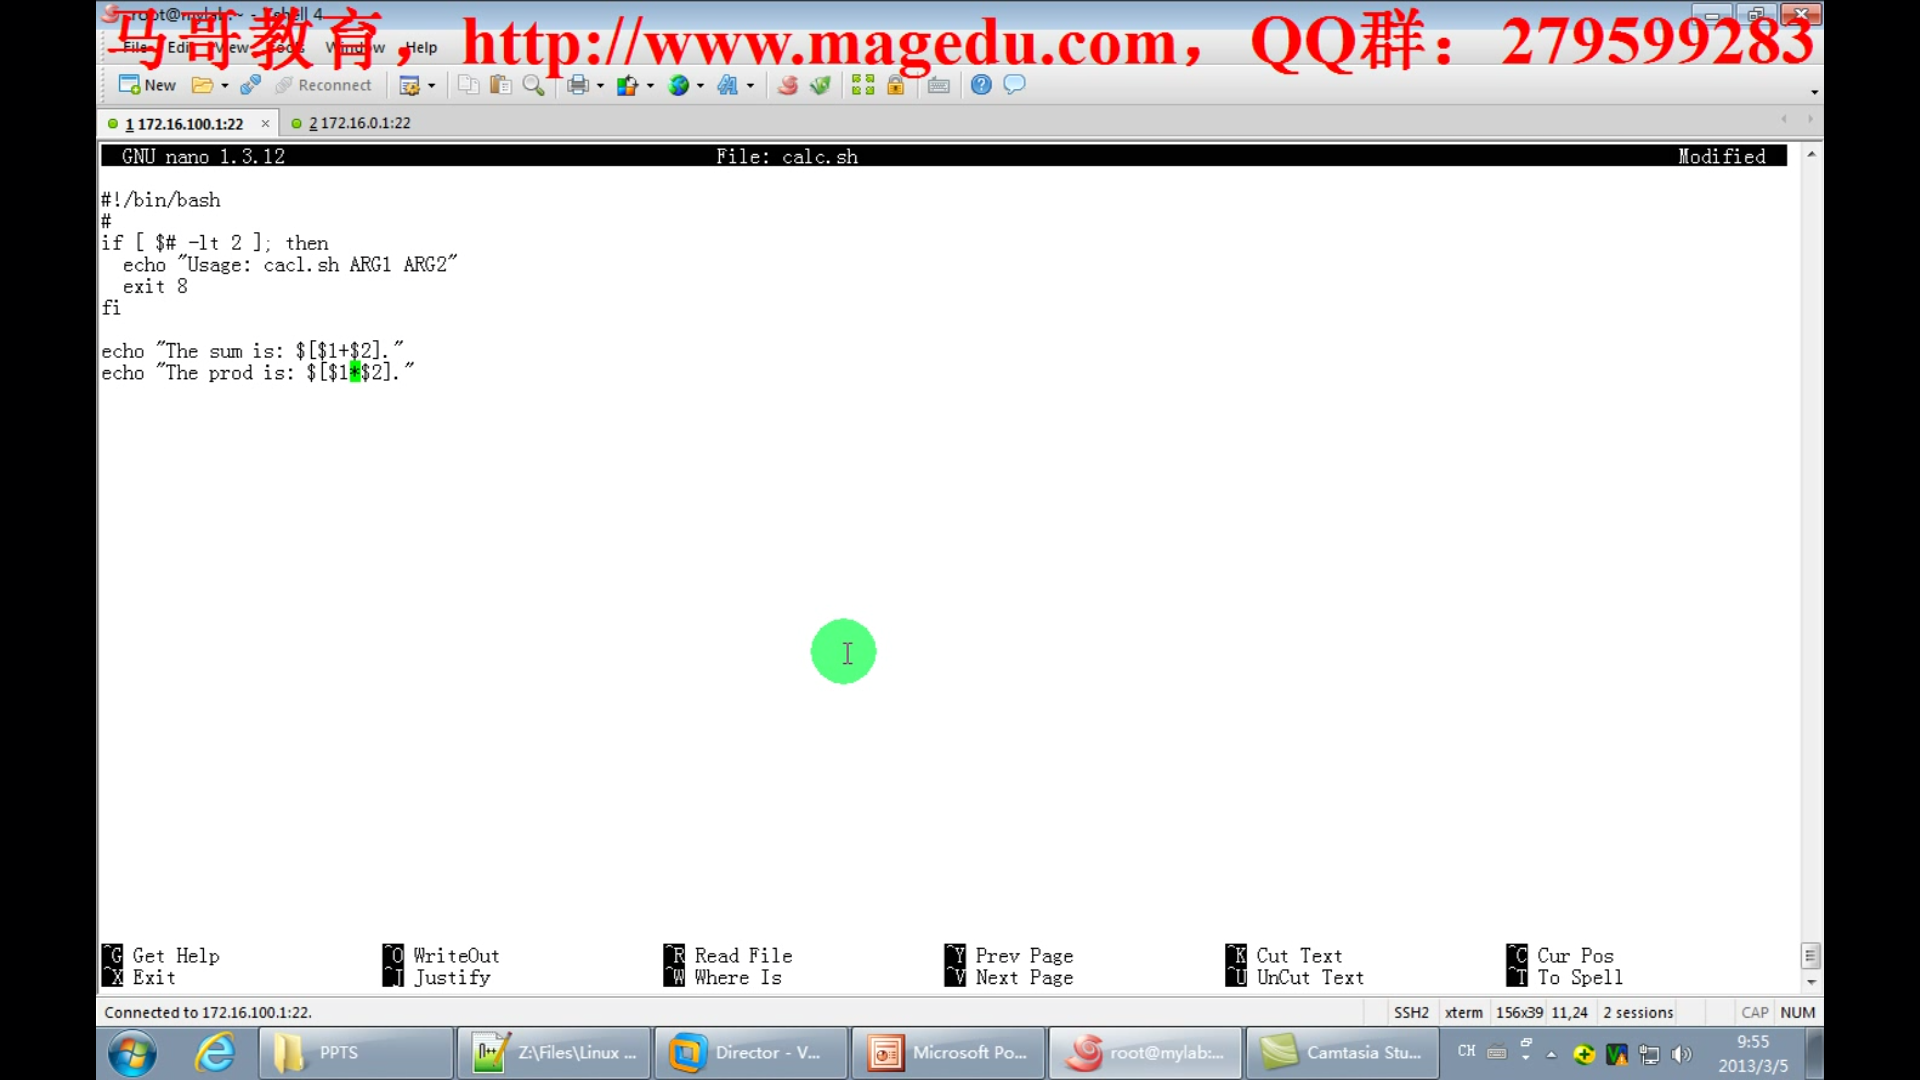 root@mylab:~ - Xshell 4
马哥教育，http://www.magedu.com，QQ群：279599283
File Edit View Tools Window Help
New Reconnect
1 172.16.100.1:22 2 172.16.0.1:22
GNU nano 1.3.12 File: calc.sh Modified
#!/bin/bash
#
if [ $# -lt 2 ]; then
  echo "Usage: cacl.sh ARG1 ARG2"
  exit 8
fi
echo "The sum is: $[$1+$2]."
echo "The prod is: $[$1*$2]."
^G Get Help ^O WriteOut ^R Read File ^Y Prev Page ^K Cut Text ^C Cur Pos
^X Exit ^J Justify ^W Where Is ^V Next Page ^U UnCut Text ^T To Spell
Connected to 172.16.100.1:22. SSH2 xterm 156x39 11,24 2 sessions CAP NUM
PPTS Z:\Files\Linux ... Director - V... Microsoft Po... root@mylab:... Camtasia Stu... CH 9:55
2013/3/5